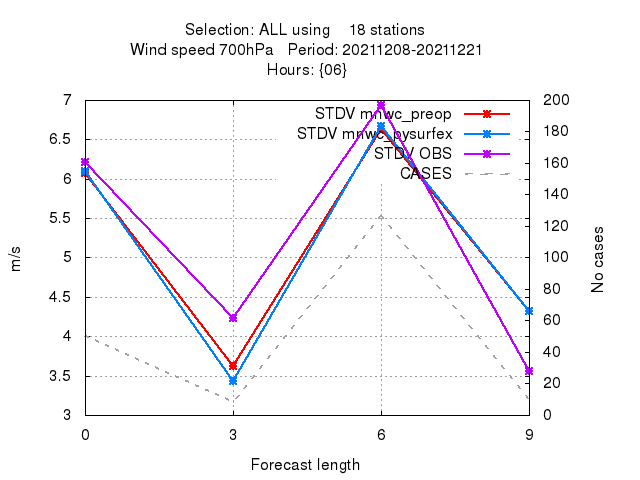 Selection: ALL using 18 stations
Wind speed 700hPa Period: 20211208-20211221
Hours: {06}
STDV mnwc_preop
STDV mnwc_pysurfex
STDV OBS
CASES
7
6.5
6
5.5
5
4.5
4
3.5
3
200
180
160
140
120
100
80
60
40
20
0
m/s
No cases
0 3 6 9
Forecast length